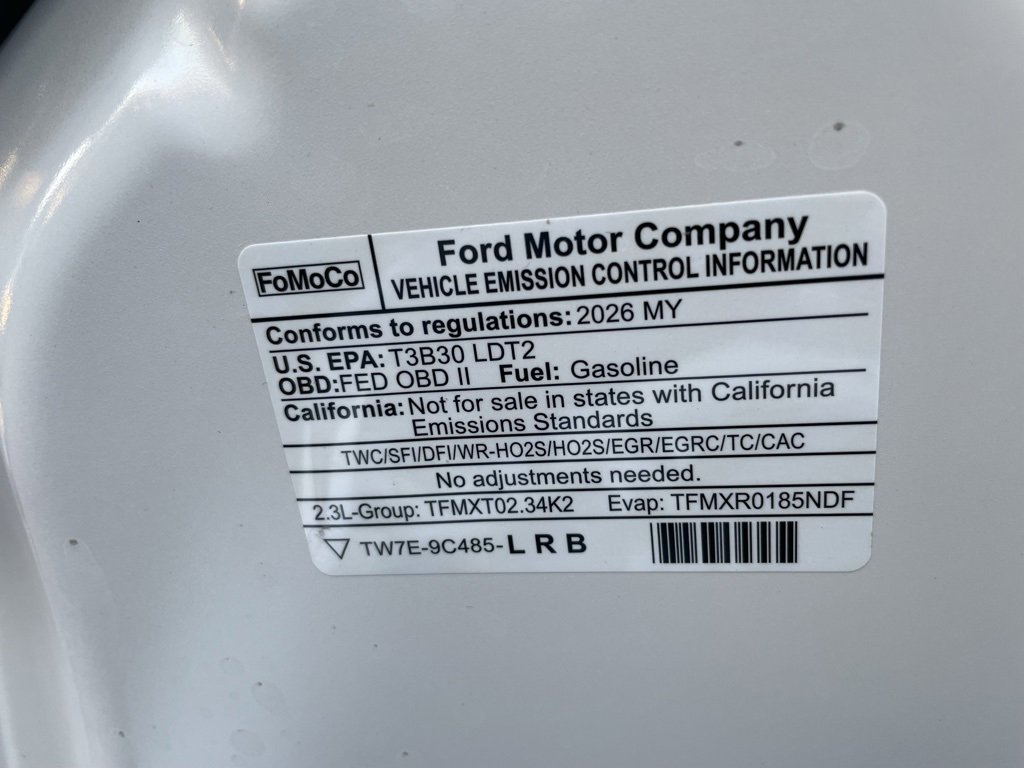 FoMoCo
Ford Motor Company
VEHICLE EMISSION CONTROL INFORMATION
Conforms to regulations: 2026 MY
U.S. EPA: T3B30 LDT2
OBD:FED OBD II Fuel: Gasoline
California: Not for sale in states with California
Emissions Standards
TWC/SFI/DFI/WR-HO2S/HO2S/EGR/EGRC/TC/CAC
No adjustments needed.
2.3L-Group: TFMXT02.34K2 Evap: TFMXR0185NDF
TW7E-9C485-L R B